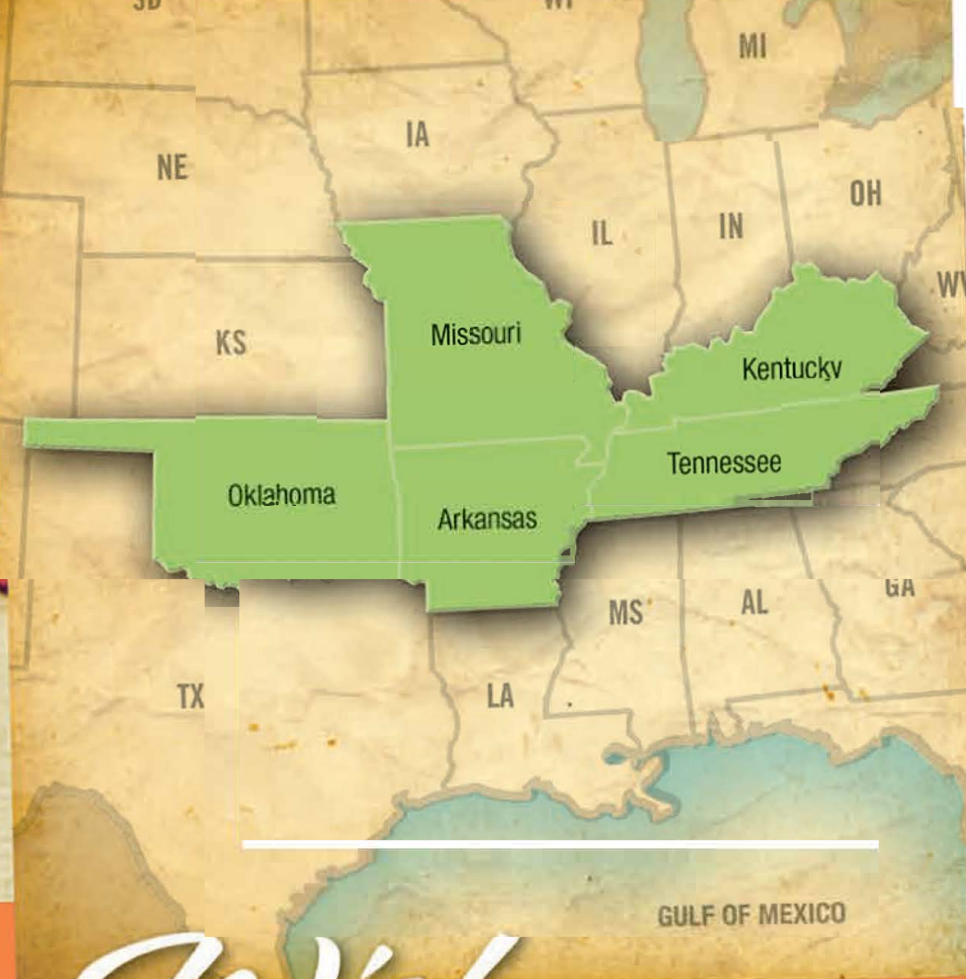 MI
IA
NE
OH
IL
IN
WV
Missouri
KS
Kentucky
Tennessee
Oklahoma
Arkansas
GA
MS
AL
TX
LA
GULF OF MEXICO